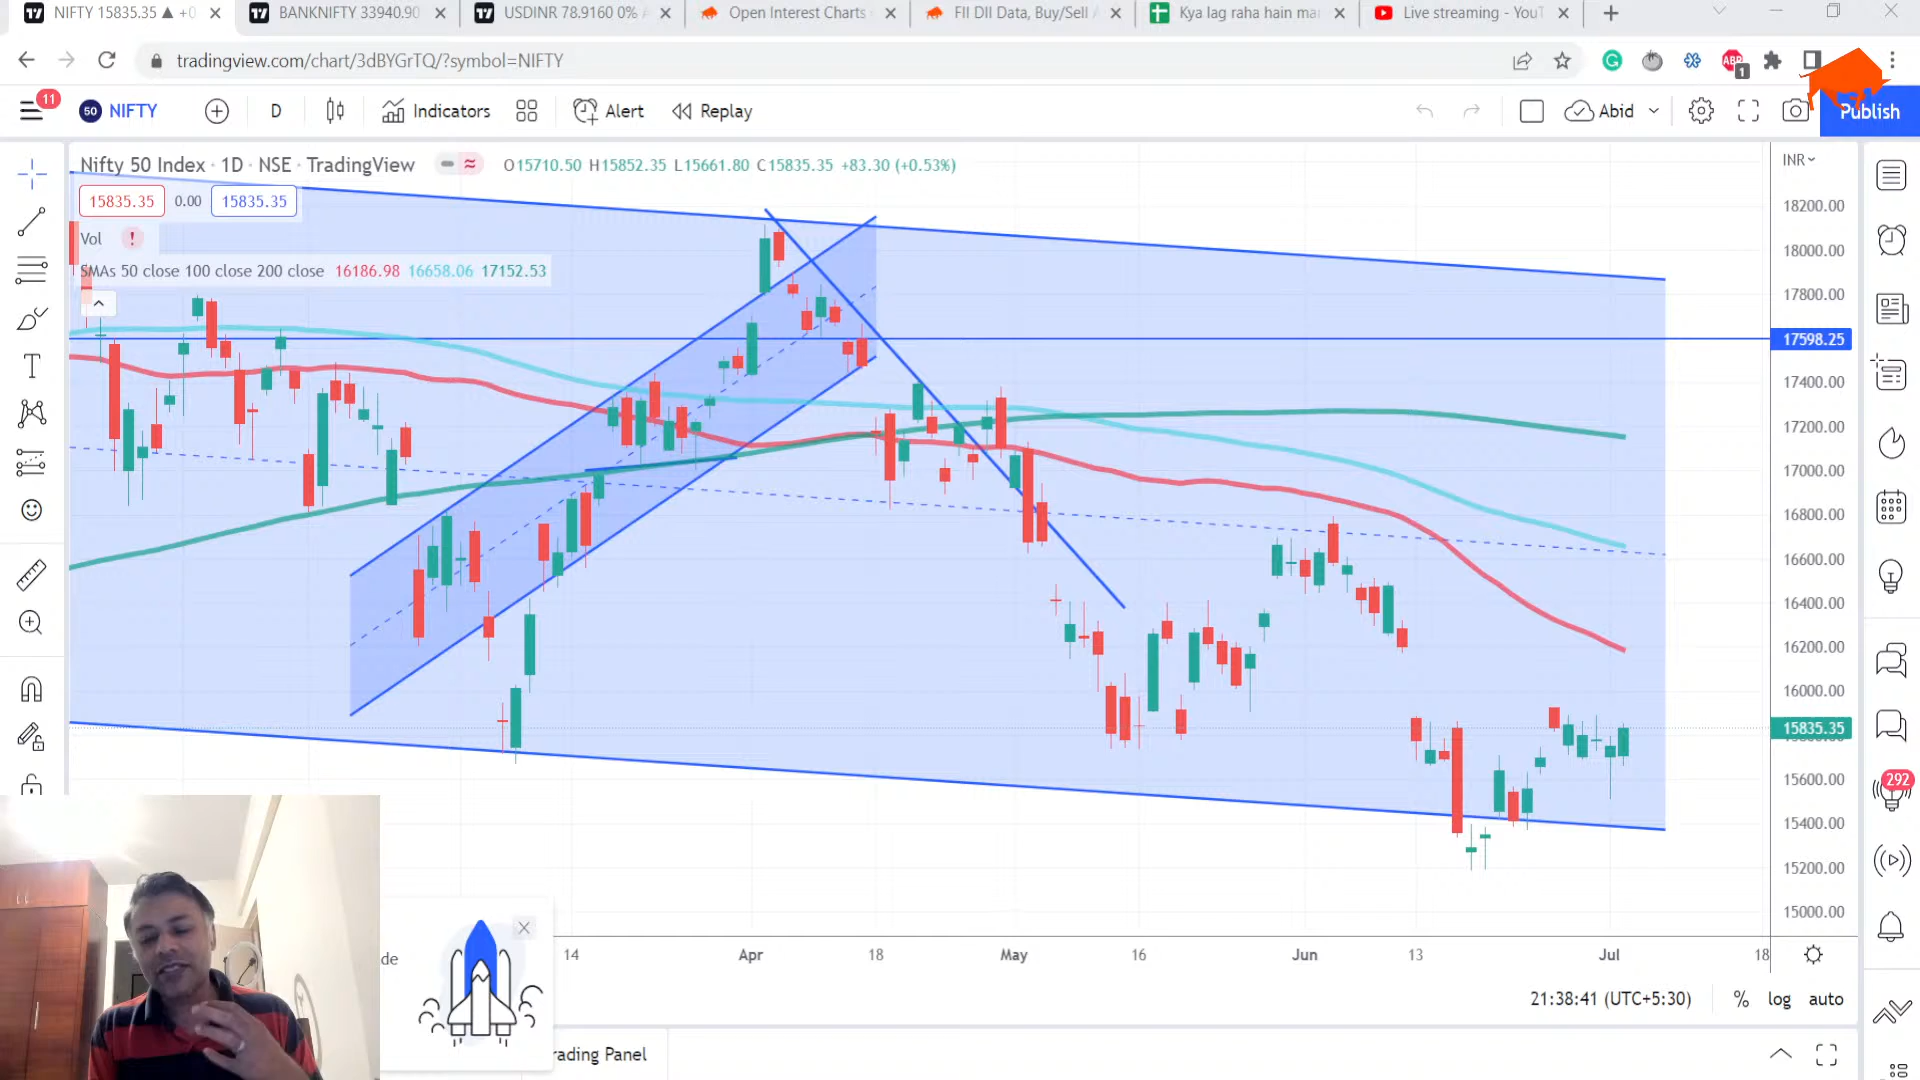 NIFTY 15835.35 ▲ +0
BANKNIFTY 33940.90
USDINR 78.9160 0%
Open Interest Charts
FII DII Data, Buy/Sell
Kya lag raha hain ma
Live streaming - YouT
tradingview.com/chart/3dBYGrTQ/?symbol=NIFTY
ABP
1
11
50
NIFTY
D
Indicators
Alert
Replay
Abid
Publish
Nifty 50 Index · 1D · NSE · TradingView
O15710.50 H15852.35 L15661.80 C15835.35 +83.30 (+0.53%)
INR
15835.35 0.00 15835.35
Vol
SMAs 50 close 100 close 200 close 16186.98 16658.06 17152.53
18200.00
18000.00
17800.00
17598.25
17400.00
17200.00
17000.00
16800.00
16600.00
16400.00
16200.00
16000.00
15835.35
15600.00
15400.00
15200.00
15000.00
292
de
14
Apr
18
May
16
Jun
13
Jul
18
21:38:41 (UTC+5:30)
%
log
auto
rading Panel